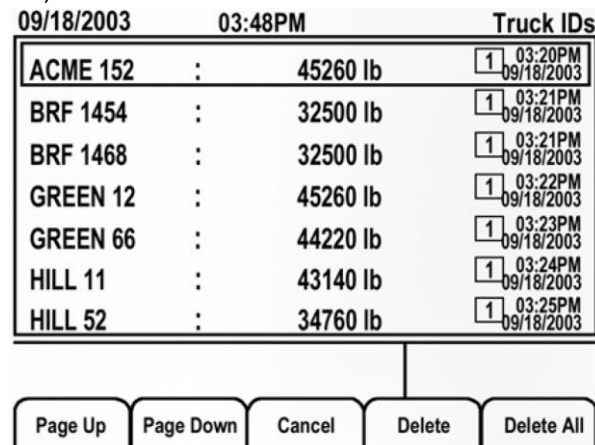 09/18/2003 03:48PM Truck IDs
ACME 152 : 45260 lb 1 03:20PM 09/18/2003
BRF 1454 : 32500 lb 1 03:21PM 09/18/2003
BRF 1468 : 32500 lb 1 03:21PM 09/18/2003
GREEN 12 : 45260 lb 1 03:22PM 09/18/2003
GREEN 66 : 44220 lb 1 03:23PM 09/18/2003
HILL 11 : 43140 lb 1 03:24PM 09/18/2003
HILL 52 : 34760 lb 1 03:25PM 09/18/2003
Page Up Page Down Cancel Delete Delete All